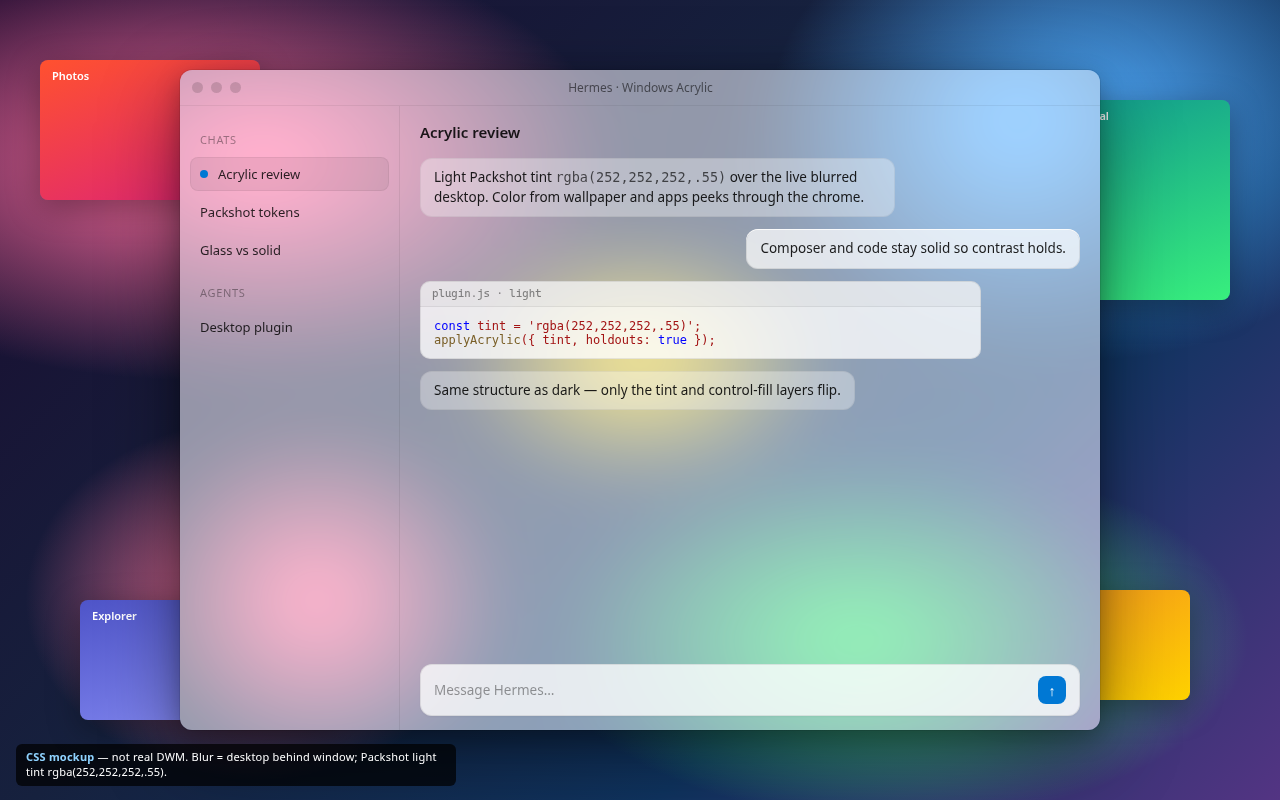 Photos
Hermes · Windows Acrylic
al
CHATS
Acrylic review
Packshot tokens
Glass vs solid
AGENTS
Desktop plugin
Acrylic review
Light Packshot tint rgba(252,252,252,.55) over the live blurred
desktop. Color from wallpaper and apps peeks through the chrome.
Composer and code stay solid so contrast holds.
plugin.js · light
const tint = 'rgba(252,252,252,.55)';
applyAcrylic({ tint, holdouts: true });
Same structure as dark — only the tint and control-fill layers flip.
Explorer
Message Hermes…
↑
CSS mockup — not real DWM. Blur = desktop behind window; Packshot light
tint rgba(252,252,252,.55).